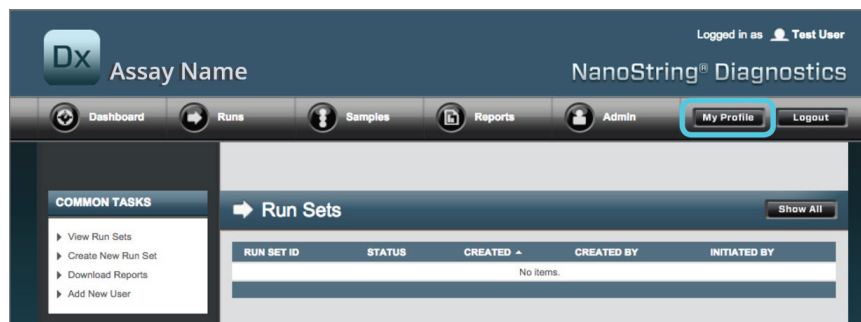 Logged in as Test User
Dx Assay Name
NanoString® Diagnostics
Dashboard Runs Samples Reports Admin My Profile Logout
COMMON TASKS
View Run Sets
Create New Run Set
Download Reports
Add New User
Run Sets Show All
RUN SET ID STATUS CREATED CREATED BY INITIATED BY
No items.